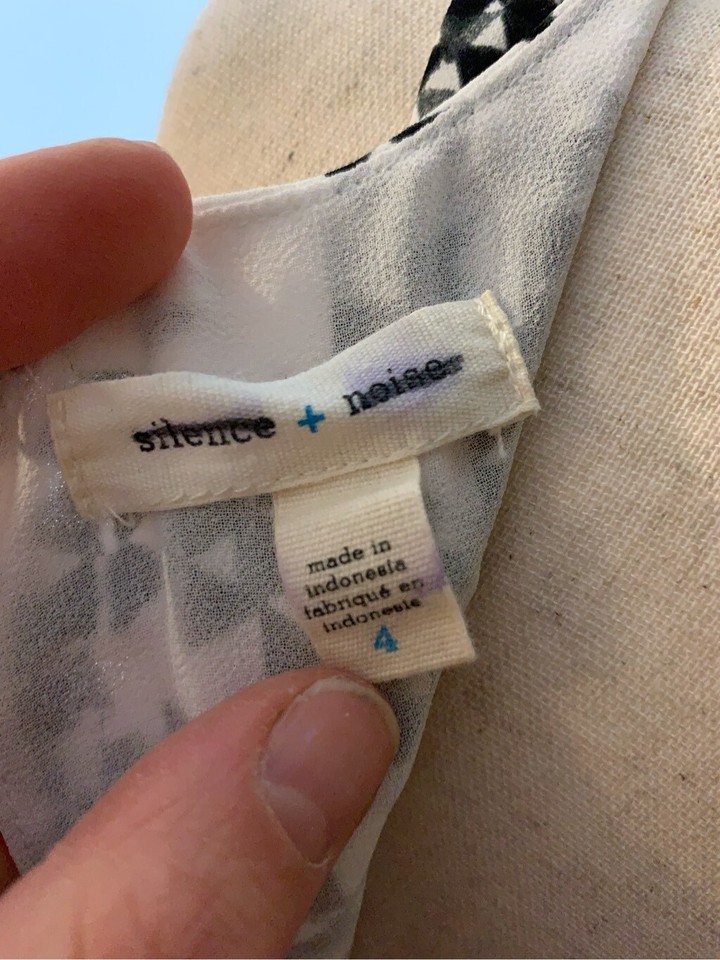 silence + noise
made in
indonesia
fabriqué en
indonesie
4